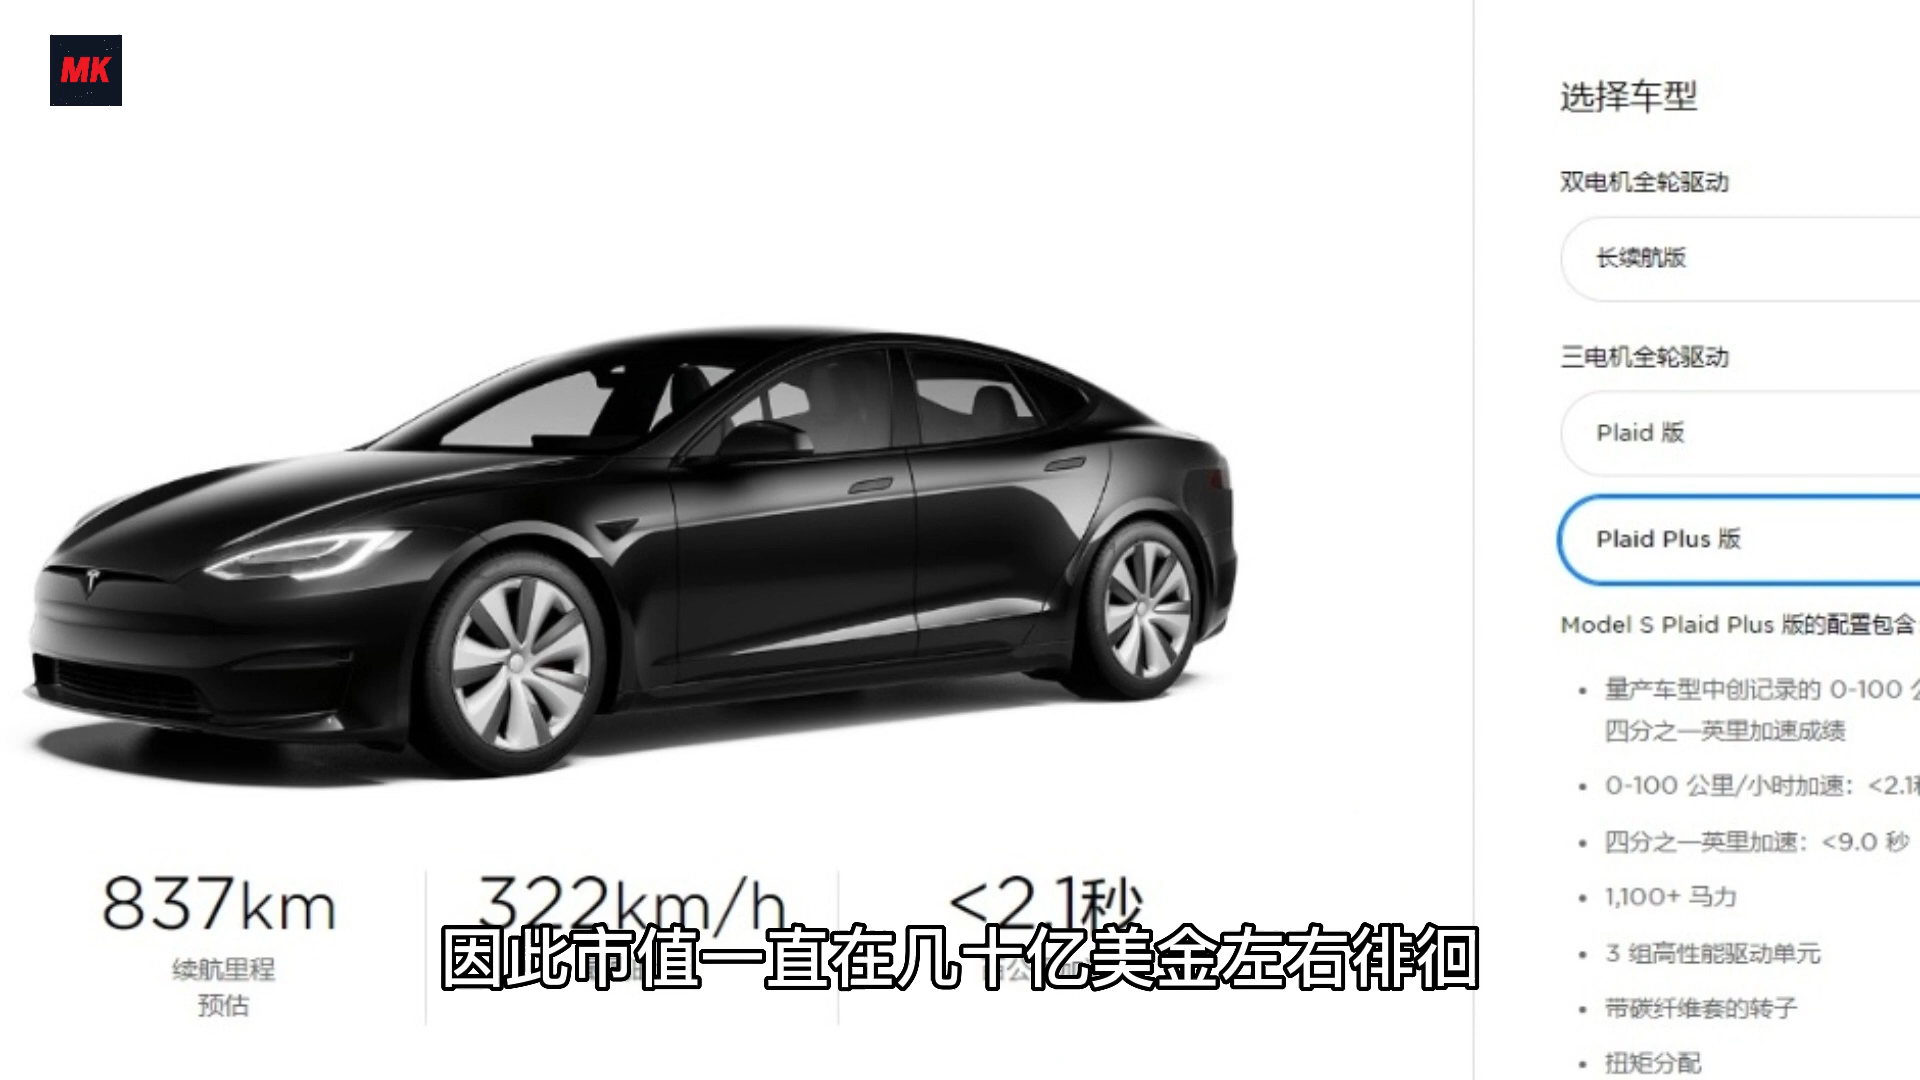 MK
选择车型
双电机全轮驱动
长续航版
三电机全轮驱动
Plaid 版
Plaid Plus 版
Model S Plaid Plus 版的配置包含
量产车型中创记录的 0-100 公
四分之一英里加速成绩
0-100 公里/小时加速：<2.1秒
四分之一英里加速：<9.0 秒
1,100+ 马力
3 组高性能驱动单元
带碳纤维套的转子
扭矩分配
837km
续航里程
预估
322km/h
<2.1秒
因此市值一直在几十亿美金左右徘徊